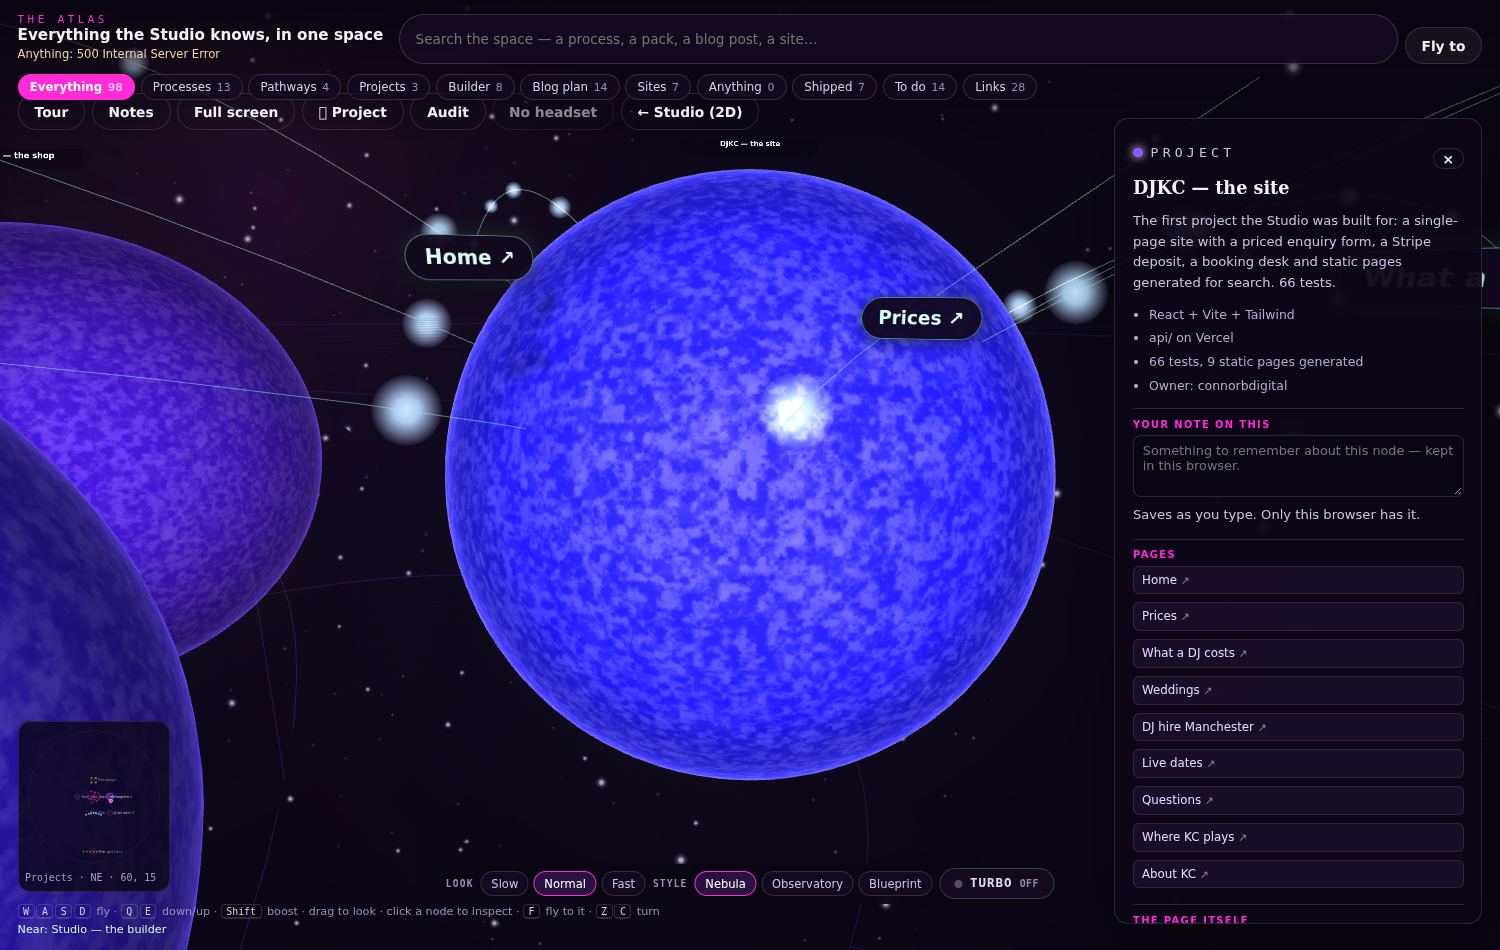 THE ATLAS
Everything the Studio knows, in one space
Anything: 500 Internal Server Error
Search the space — a process, a pack, a blog post, a site…
Fly to
Everything 98
Processes 13
Pathways 4
Projects 3
Builder 8
Blog plan 14
Sites 7
Anything 0
Shipped 7
To do 14
Links 28
Tour
Notes
Full screen
Project
Audit
No headset
← Studio (2D)
— the shop
DJKC — the site
Home ↗
Prices ↗
What a
PROJECT
×
DJKC — the site
The first project the Studio was built for: a single-
page site with a priced enquiry form, a Stripe
deposit, a booking desk and static pages
generated for search. 66 tests.
• React + Vite + Tailwind
• api/ on Vercel
• 66 tests, 9 static pages generated
• Owner: connorbdigital
YOUR NOTE ON THIS
Something to remember about this node — kept
in this browser.
Saves as you type. Only this browser has it.
PAGES
Home ↗
Prices ↗
What a DJ costs ↗
Weddings ↗
DJ hire Manchester ↗
Live dates ↗
Questions ↗
Where KC plays ↗
About KC ↗
THE PAGE ITSELF
Pathways
Projects · NE · 60, 15
LOOK Slow Normal Fast STYLE Nebula Observatory Blueprint ● TURBO OFF
W A S D fly · Q E down/up · Shift boost · drag to look · click a node to inspect · F fly to it · Z C turn
Near: Studio — the builder